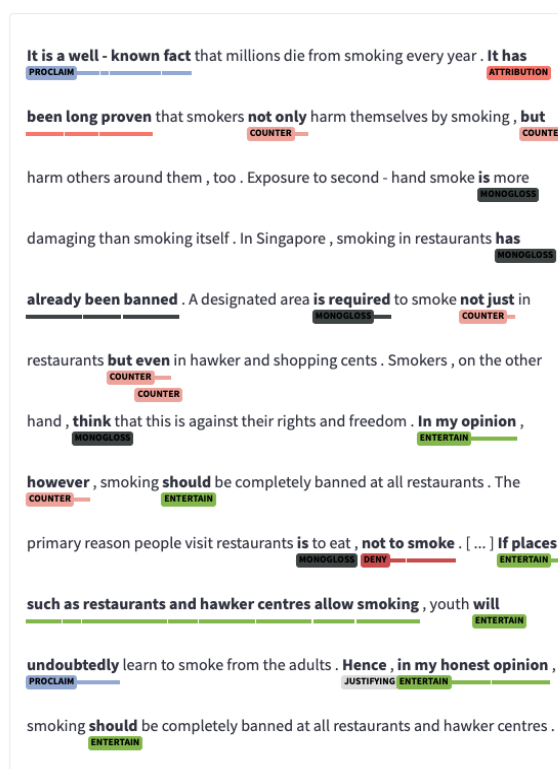 It is a well - known fact that millions die from smoking every year . It has
PROCLAIM ATTRIBUTION
been long proven that smokers not only harm themselves by smoking , but
COUNTER COUNTE
harm others around them , too . Exposure to second - hand smoke is more
MONOGLOSS
damaging than smoking itself . In Singapore , smoking in restaurants has
MONOGLOSS
already been banned . A designated area is required to smoke not just in
MONOGLOSS COUNTER
restaurants but even in hawker and shopping cents . Smokers , on the other
COUNTER
COUNTER
hand , think that this is against their rights and freedom . In my opinion ,
MONOGLOSS ENTERTAIN
however , smoking should be completely banned at all restaurants . The
COUNTER ENTERTAIN
primary reason people visit restaurants is to eat , not to smoke . [ ... ] If places
MONOGLOSS DENY ENTERTAIN
such as restaurants and hawker centres allow smoking , youth will
ENTERTAIN
undoubtedly learn to smoke from the adults . Hence , in my honest opinion ,
PROCLAIM JUSTIFYING ENTERTAIN
smoking should be completely banned at all restaurants and hawker centres .
ENTERTAIN